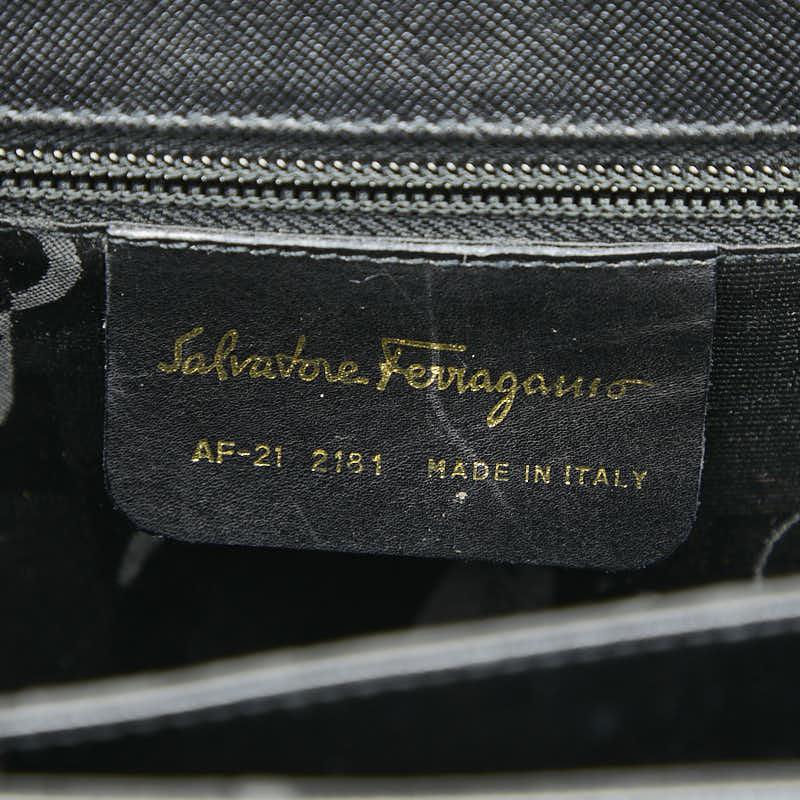 Salvatore Ferragamo
AF-21 2181 MADE IN ITALY